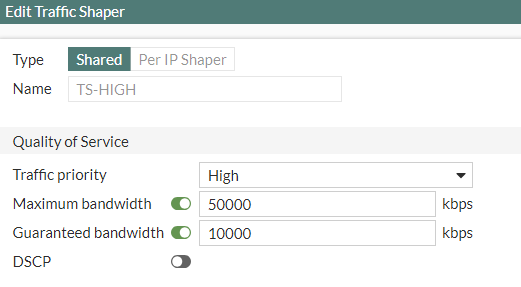 Edit Traffic Shaper
Type Shared Per IP Shaper
Name TS-HIGH
Quality of Service
Traffic priority High
Maximum bandwidth 50000 kbps
Guaranteed bandwidth 10000 kbps
DSCP